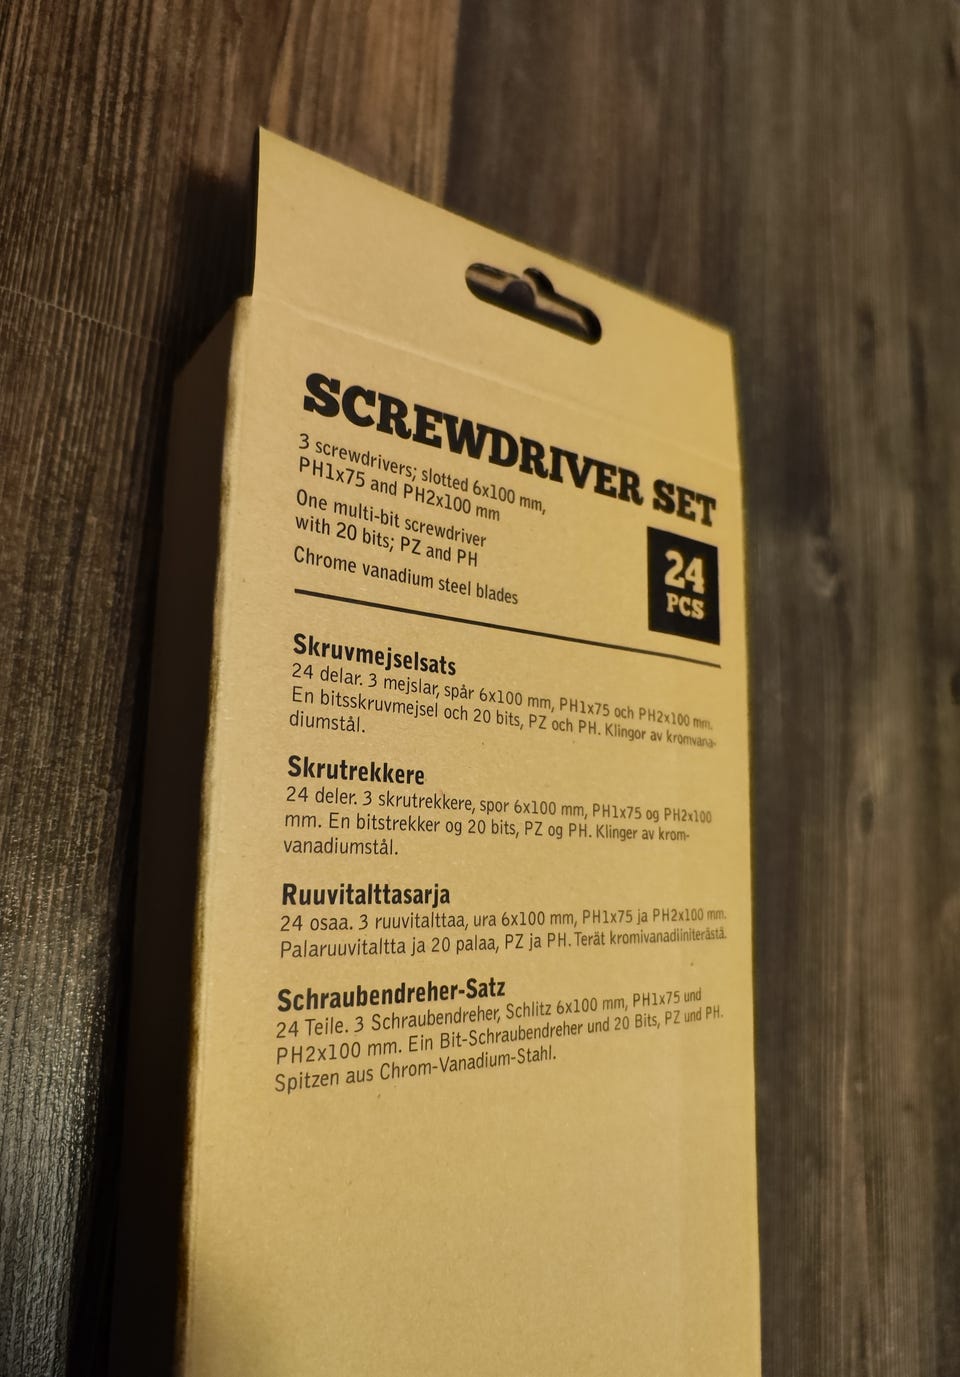 SCREWDRIVER SET
3 screwdrivers; slotted 6x100 mm,
PH1x75 and PH2x100 mm
One multi-bit screwdriver
with 20 bits; PZ and PH
Chrome vanadium steel blades
24
PCS
Skruvmejselsats
24 delar. 3 mejslar, spår 6x100 mm, PH1x75 och PH2x100 mm.
En bitsskruvmejsel och 20 bits, PZ och PH. Klingor av kromvana-
diumstål.
Skrutrekkere
24 deler. 3 skrutrekkere, spor 6x100 mm, PH1x75 og PH2x100
mm. En bitstrekker og 20 bits, PZ og PH. Klinger av krom-
vanadiumstål.
Ruuvitalttasarja
24 osaa. 3 ruuvitalttaa, ura 6x100 mm, PH1x75 ja PH2x100 mm.
Palaruuvitaltta ja 20 palaa, PZ ja PH. Terät kromivanadiiniterästä.
Schraubendreher-Satz
24 Teile. 3 Schraubendreher, Schlitz 6x100 mm, PH1x75 und
PH2x100 mm. Ein Bit-Schraubendreher und 20 Bits, PZ und PH.
Spitzen aus Chrom-Vanadium-Stahl.